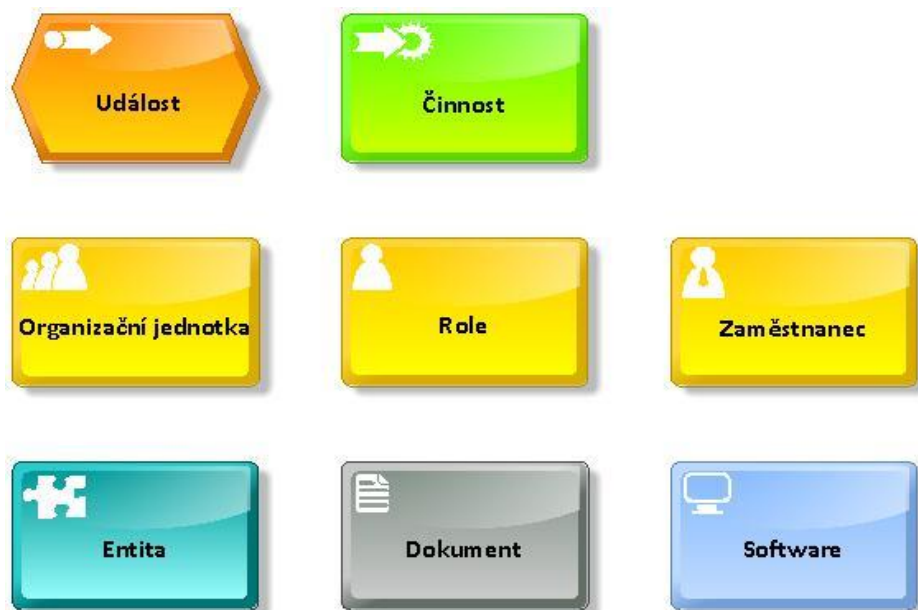 Událost
Činnost
Organizační jednotka
Role
Zaměstnanec
Entita
Dokument
Software